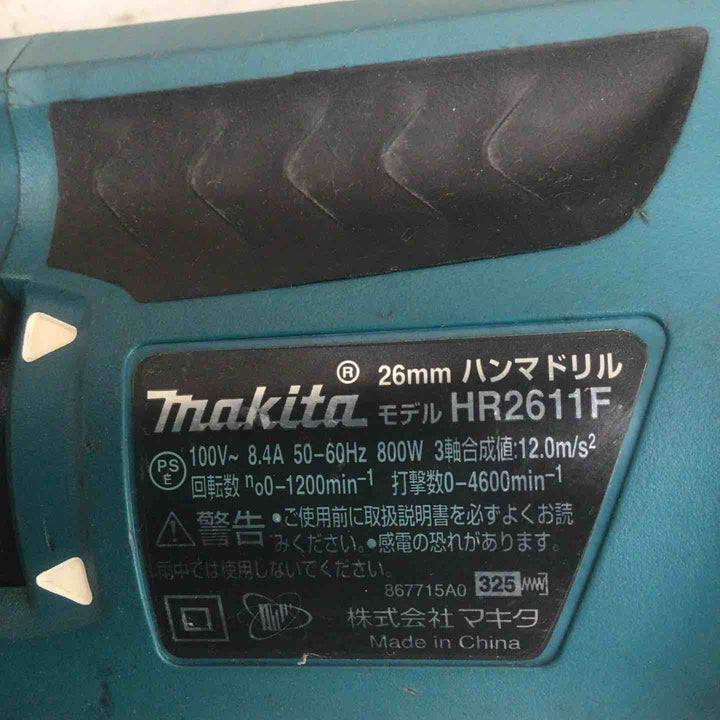 ® 26mm ハンマドリル
makita モデル HR2611F
PS E 100V~ 8.4A 50-60Hz 800W 3軸合成値:12.0m/s²
回転数 no0-1200min⁻¹ 打撃数0-4600min⁻¹
警告 •ご使用前に取扱説明書を必ずよくお読
みください。•感電の恐れがあります。
雨中では使用しないでください。
867715A0 325
株式会社 マキタ
Made in China